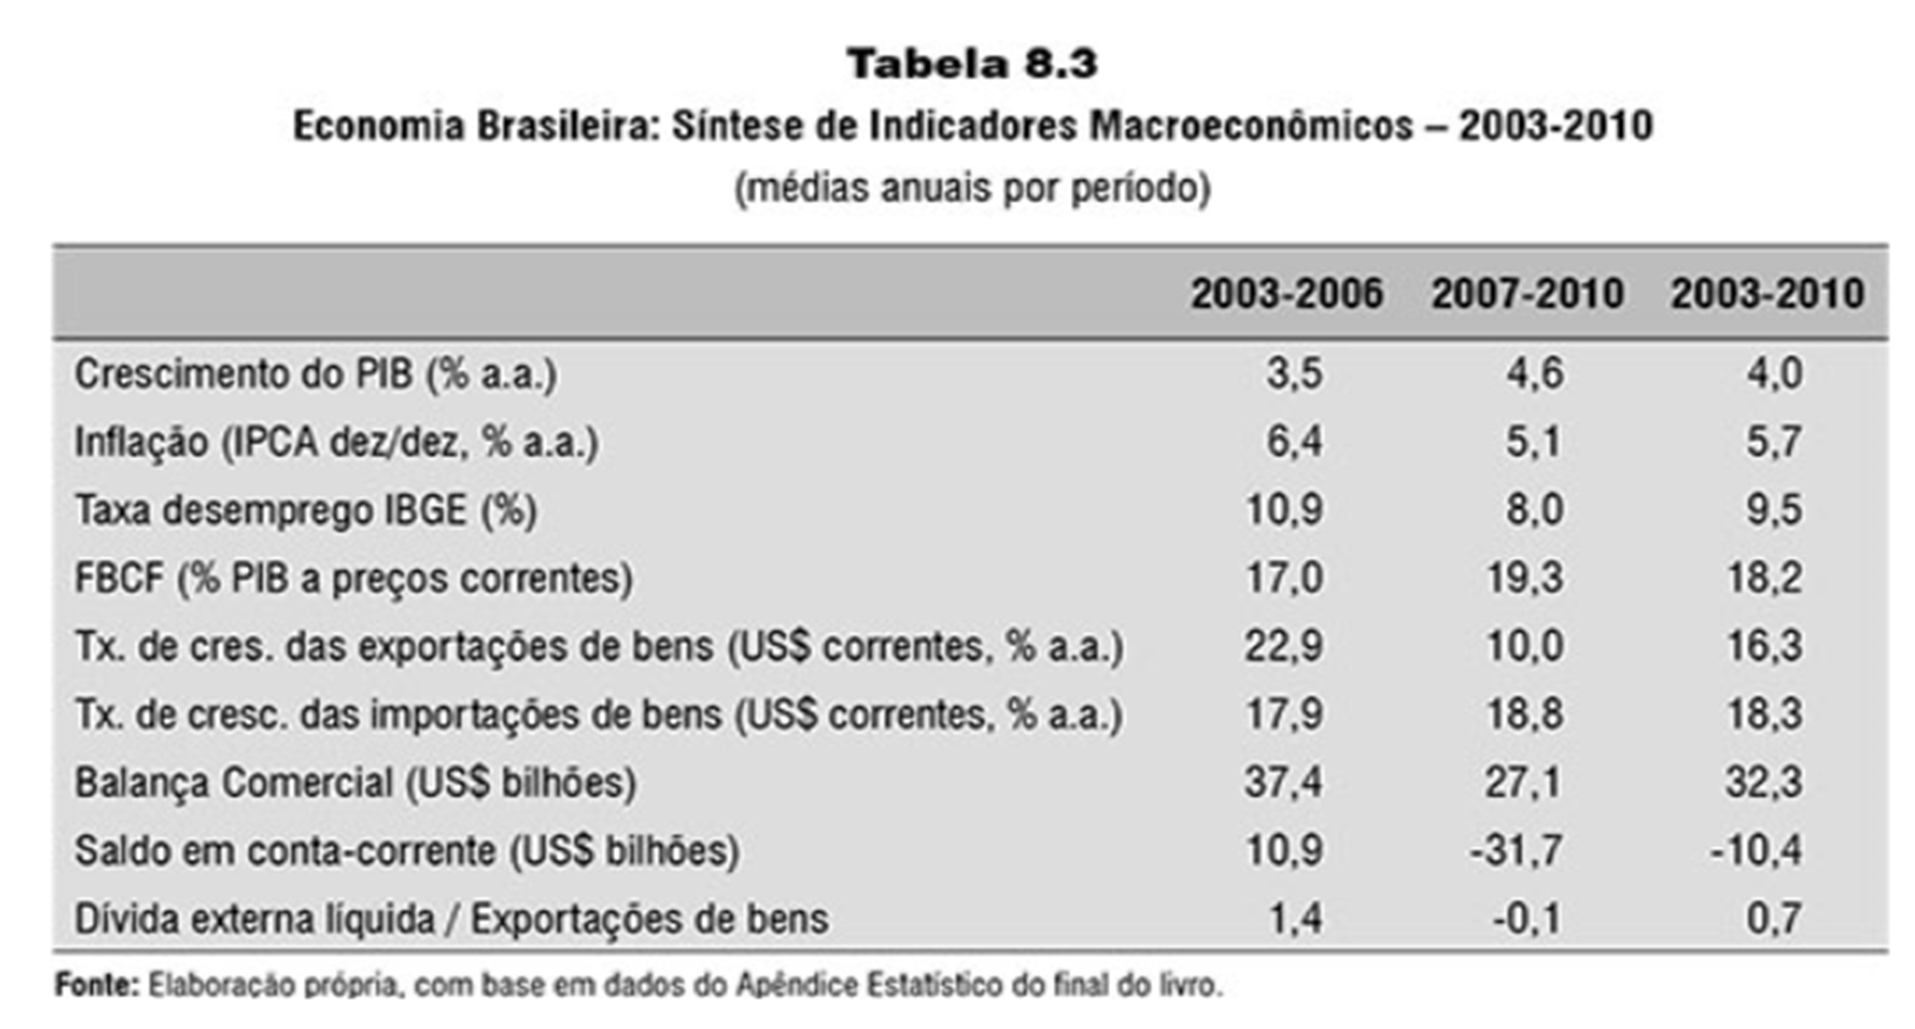 Tabela 8.3
Economia Brasileira: Síntese de Indicadores Macroeconômicos – 2003-2010
(médias anuais por período)
2003-2006 2007-2010 2003-2010
Crescimento do PIB (% a.a.) 3,5 4,6 4,0
Inflação (IPCA dez/dez, % a.a.) 6,4 5,1 5,7
Taxa desemprego IBGE (%) 10,9 8,0 9,5
FBCF (% PIB a preços correntes) 17,0 19,3 18,2
Tx. de cres. das exportações de bens (US$ correntes, % a.a.) 22,9 10,0 16,3
Tx. de cresc. das importações de bens (US$ correntes, % a.a.) 17,9 18,8 18,3
Balança Comercial (US$ bilhões) 37,4 27,1 32,3
Saldo em conta-corrente (US$ bilhões) 10,9 -31,7 -10,4
Dívida externa líquida / Exportações de bens 1,4 -0,1 0,7
Fonte: Elaboração própria, com base em dados do Apêndice Estatístico do final do livro.